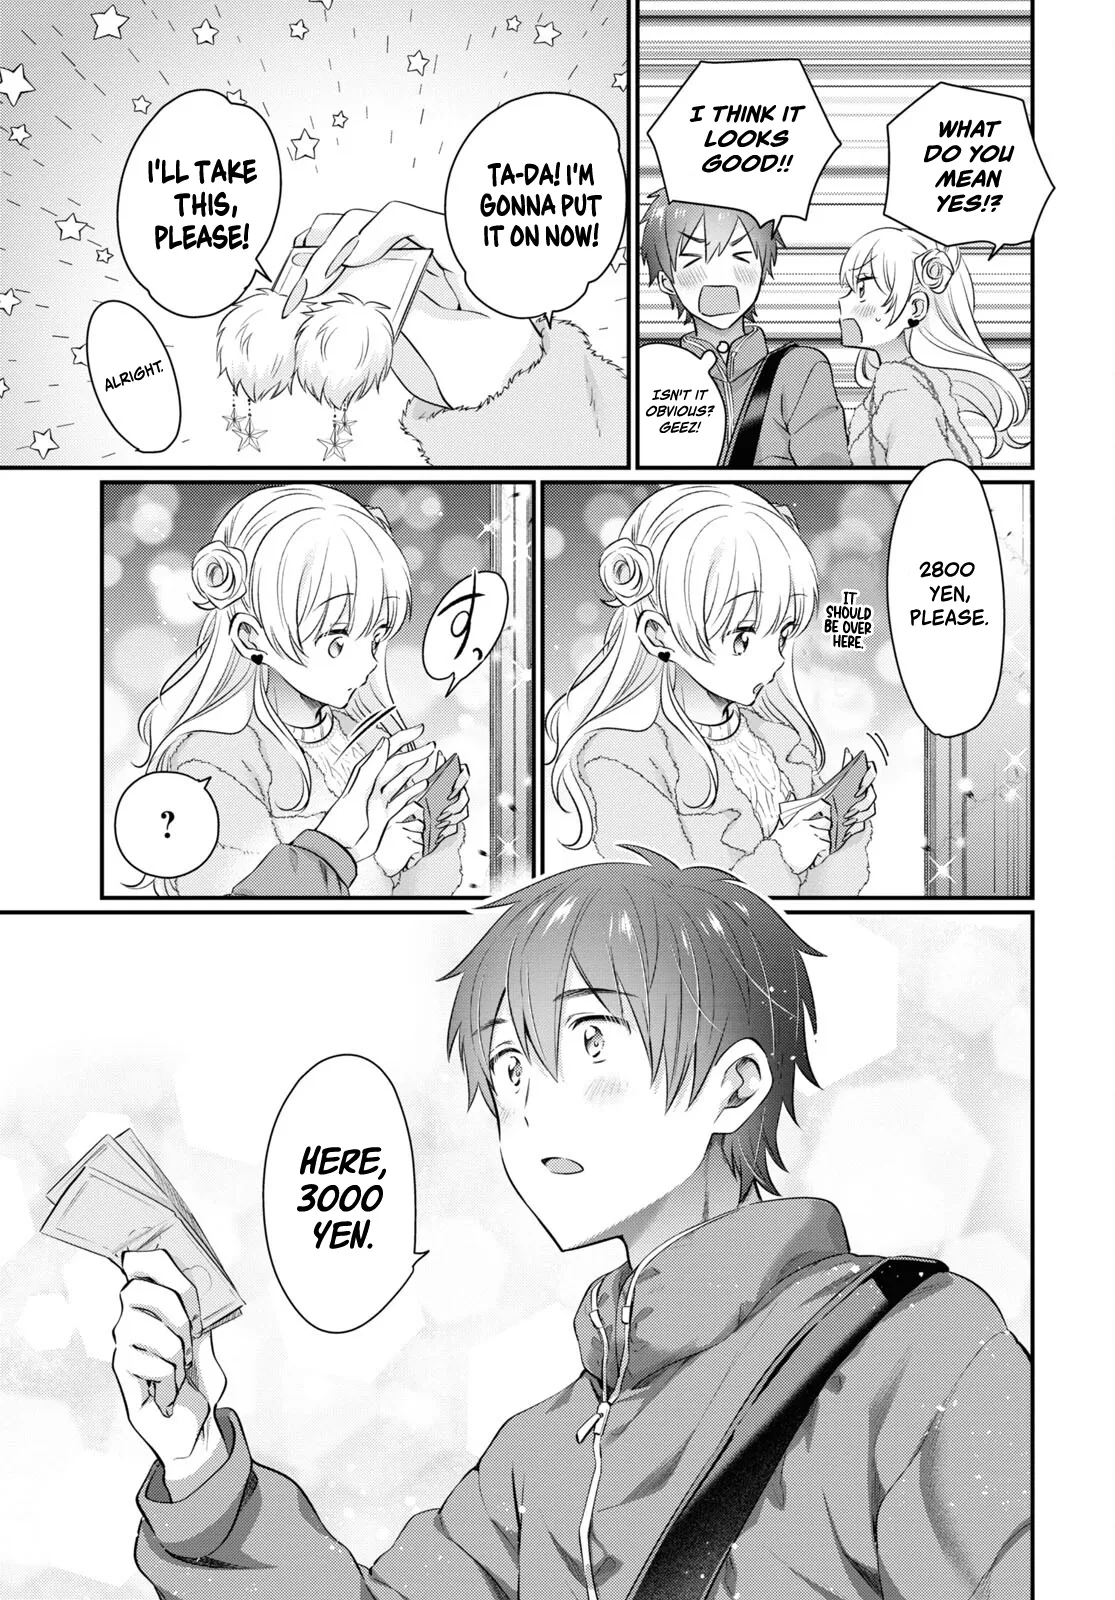 WHAT
DO YOU
MEAN
YES!?
I THINK IT
LOOKS
GOOD!!
ISN'T IT
OBVIOUS?
GEEZ!
TA-DA! I'M
GONNA PUT
IT ON NOW!
I'LL TAKE
THIS,
PLEASE!
ALRIGHT.
2800
YEN,
PLEASE.
IT
SHOULD
BE OVER
HERE.
すっ
?
HERE,
3000
YEN.